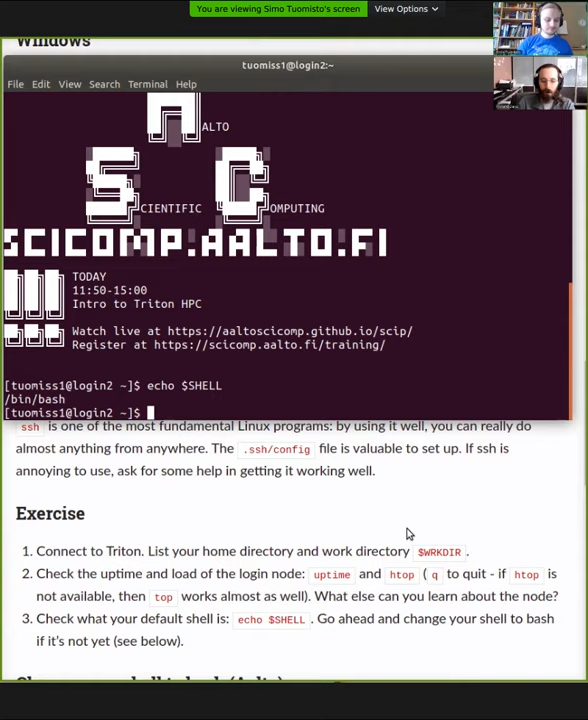 You are viewing Simo Tuomisto's screen
View Options
Windows
tuomiss1@login2:~
File Edit View Search Terminal Help
A ALTO
S CIENTIFIC C OMPUTING
SCICOMP.AALTO.FI
TODAY
11:50-15:00
Intro to Triton HPC
Watch live at https://aaltoscicomp.github.io/scip/
Register at https://scicomp.aalto.fi/training/
[tuomiss1@login2 ~]$ echo $SHELL
/bin/bash
[tuomiss1@login2 ~]$
ssh is one of the most fundamental Linux programs: by using it well, you can really do
almost anything from anywhere. The .ssh/config file is valuable to set up. If ssh is
annoying to use, ask for some help in getting it working well.
Exercise
1. Connect to Triton. List your home directory and work directory $WRKDIR .
2. Check the uptime and load of the login node: uptime and htop ( q to quit - if htop is
not available, then top works almost as well). What else can you learn about the node?
3. Check what your default shell is: echo $SHELL . Go ahead and change your shell to bash
if it's not yet (see below).